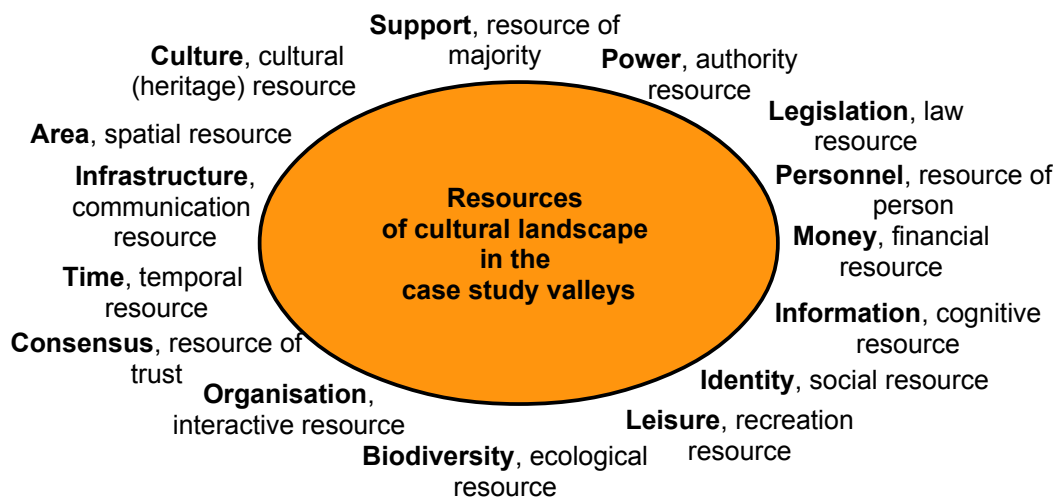 Support, resource of
majority
Culture, cultural
(heritage) resource
Power, authority
resource
Area, spatial resource
Legislation, law
resource
Infrastructure,
communication
resource
Personnel, resource of
person
Resources
of cultural landscape
in the
case study valleys
Money, financial
resource
Time, temporal
resource
Information, cognitive
resource
Consensus, resource of
trust
Identity, social resource
Organisation,
interactive resource
Leisure, recreation
resource
Biodiversity, ecological
resource